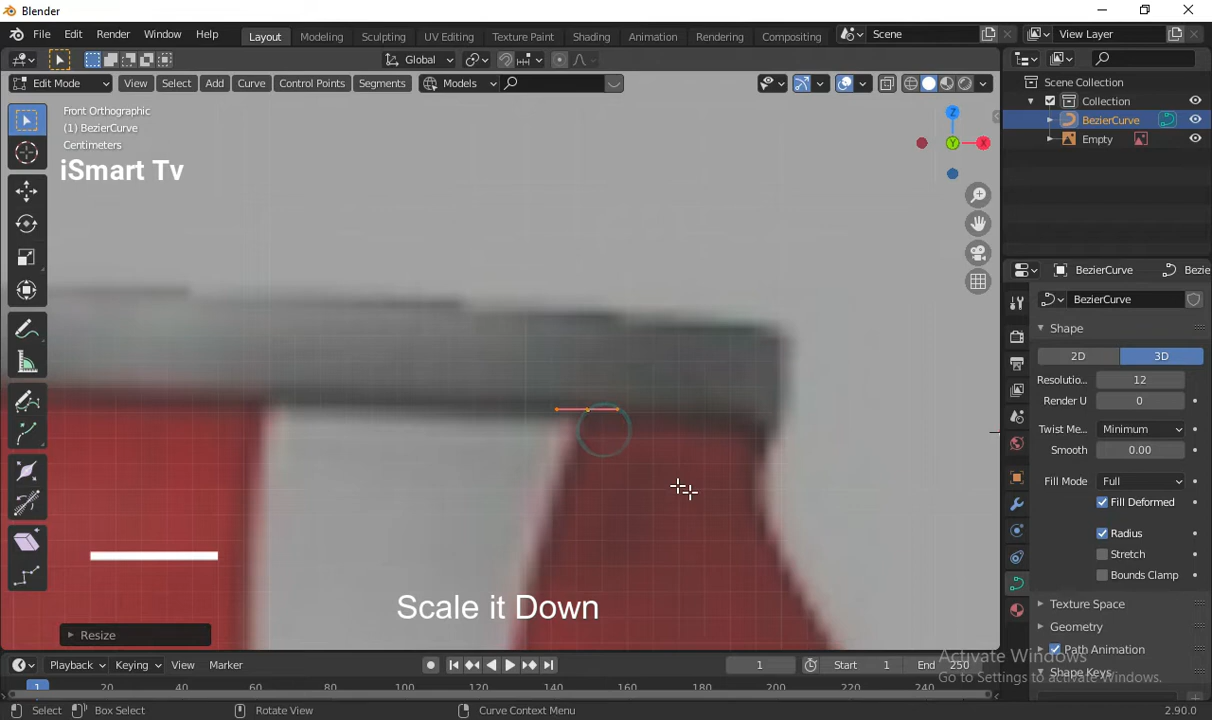 Blender
File Edit Render Window Help
Layout Modeling Sculpting UV Editing Texture Paint Shading Animation Rendering Compositing
Scene
View Layer
Global
Edit Mode View Select Add Curve Control Points Segments Models
Front Orthographic
(1) BezierCurve
Centimeters
iSmart Tv
Z
Y
X
Scene Collection
Collection
BezierCurve
Empty
BezierCurve Bezie
BezierCurve
Shape
2D 3D
Resolutio... 12
Render U 0
Twist Me... Minimum
Smooth 0.00
Fill Mode Full
Fill Deformed
Radius
Stretch
Bounds Clamp
Texture Space
Geometry
Path Animation
Shape Keys
Scale it Down
Resize
Activate Windows
Go to Settings to activate Windows.
Playback Keying View Marker
1 Start 1 End 250
1 20 40 60 80 100 120 140 160 180 200 220 240
Select Box Select Rotate View Curve Context Menu 2.90.0